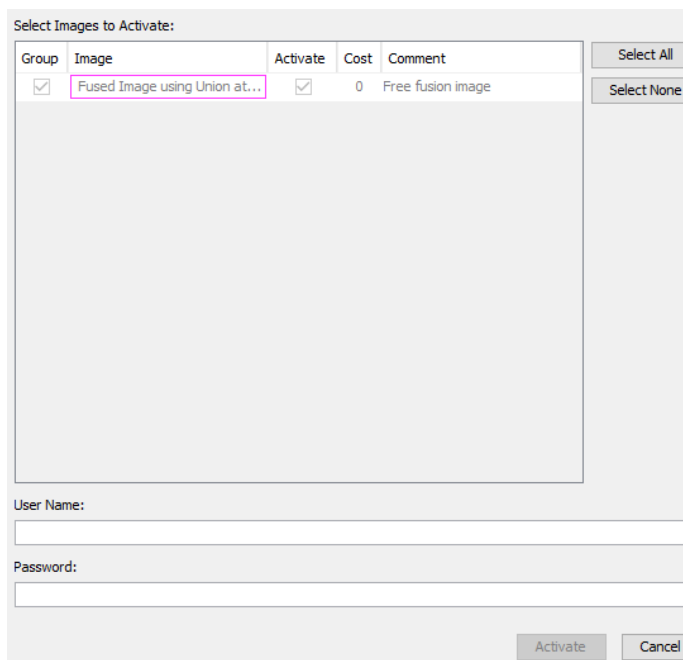 Select Images to Activate:
Group Image Activate Cost Comment
Fused Image using Union at... 0 Free fusion image
Select All
Select None
User Name:
Password:
Activate Cancel